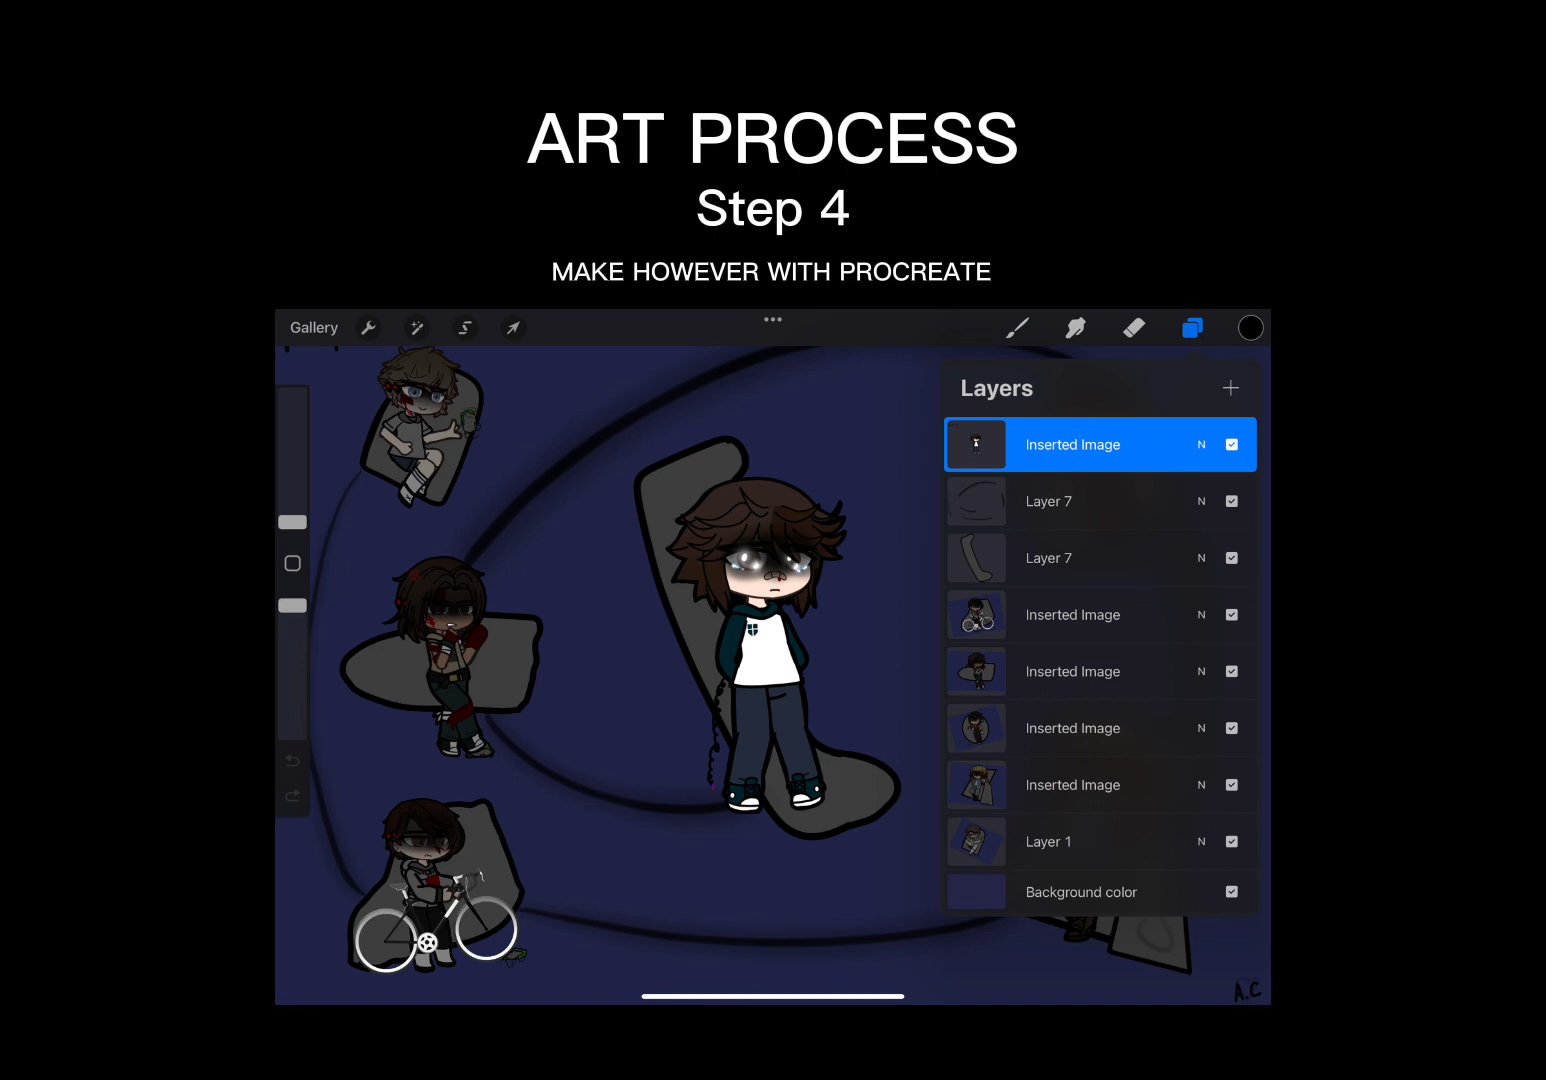 ART PROCESS
Step 4
MAKE HOWEVER WITH PROCREATE
Gallery
Layers
Inserted Image N
Layer 7 N
Layer 7 N
Inserted Image N
Inserted Image N
Inserted Image N
Inserted Image N
Layer 1 N
Background color
A.C